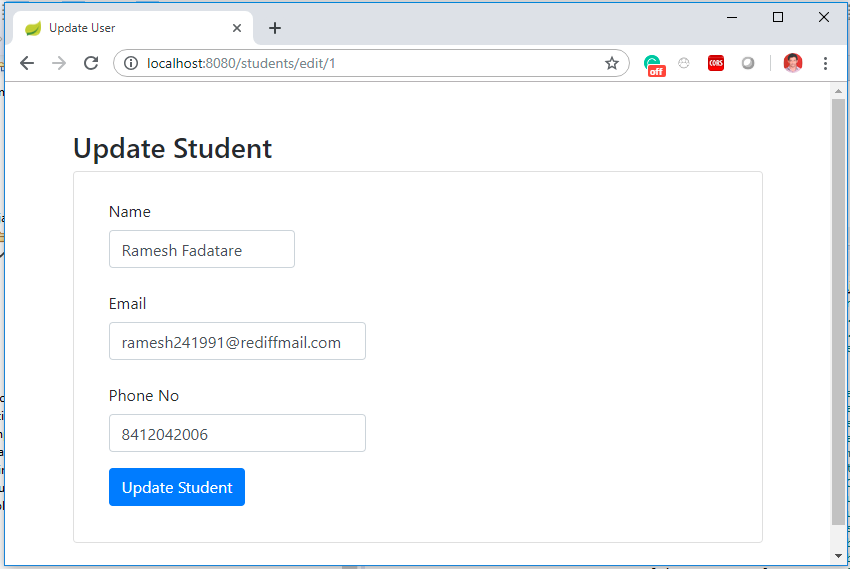 Update User
localhost:8080/students/edit/1
off
CORS
Update Student
Name
Ramesh Fadatare
Email
ramesh241991@rediffmail.com
Phone No
8412042006
Update Student